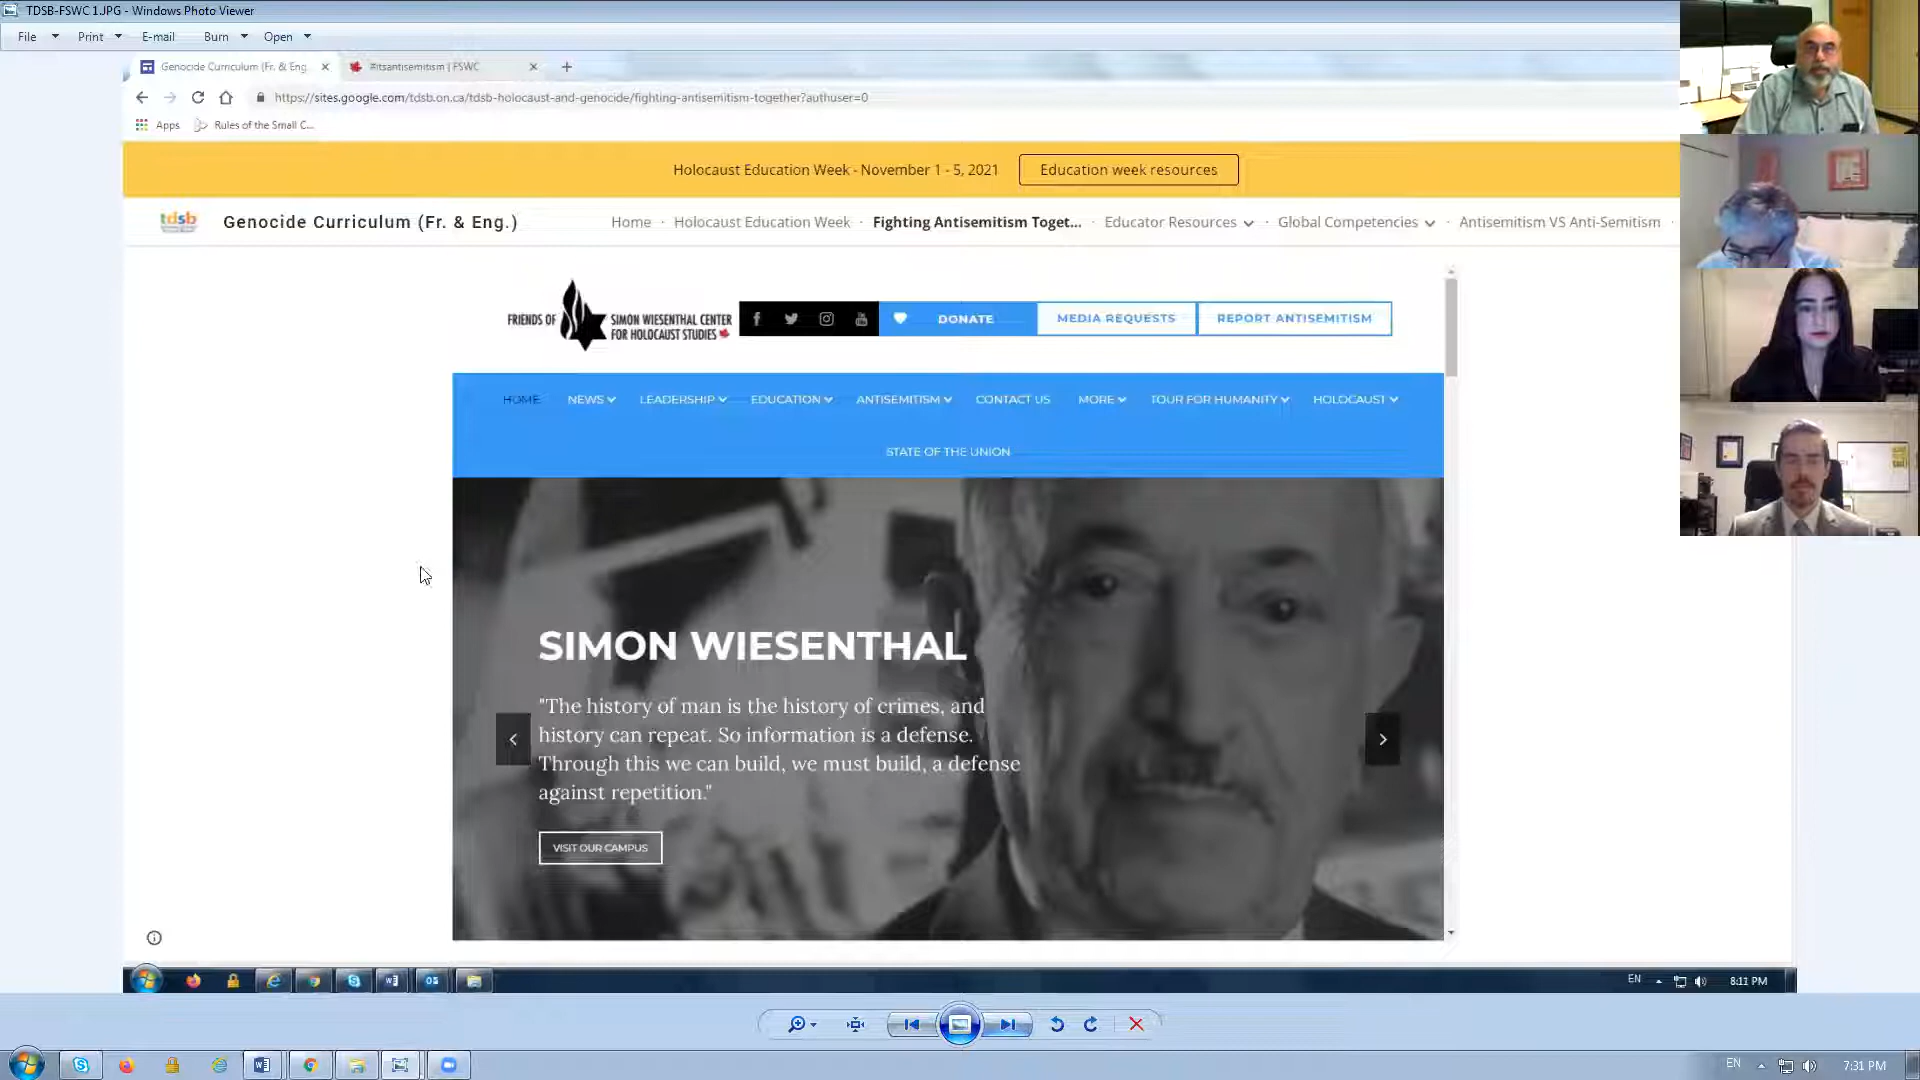 TDSB-FSWC 1.JPG - Windows Photo Viewer
File Print E-mail Burn Open
Genocide Curriculum (Fr. & Eng.
#itsantisemitism | FSWC
https://sites.google.com/tdsb.on.ca/tdsb-holocaust-and-genocide/fighting-antisemitism-together?authuser=0
Apps Rules of the Small C...
Holocaust Education Week - November 1 - 5, 2021 Education week resources
tdsb Genocide Curriculum (Fr. & Eng.) Home · Holocaust Education Week · Fighting Antisemitism Toget... · Educator Resources · Global Competencies · Antisemitism VS Anti-Semitism ·
FRIENDS OF SIMON WIESENTHAL CENTER
FOR HOLOCAUST STUDIES
DONATE MEDIA REQUESTS REPORT ANTISEMITISM
HOME NEWS LEADERSHIP EDUCATION ANTISEMITISM CONTACT US MORE TOUR FOR HUMANITY HOLOCAUST
STATE OF THE UNION
SIMON WIESENTHAL
"The history of man is the history of crimes, and
history can repeat. So information is a defense.
Through this we can build, we must build, a defense
against repetition."
VISIT OUR CAMPUS
EN 8:11 PM
EN 7:31 PM